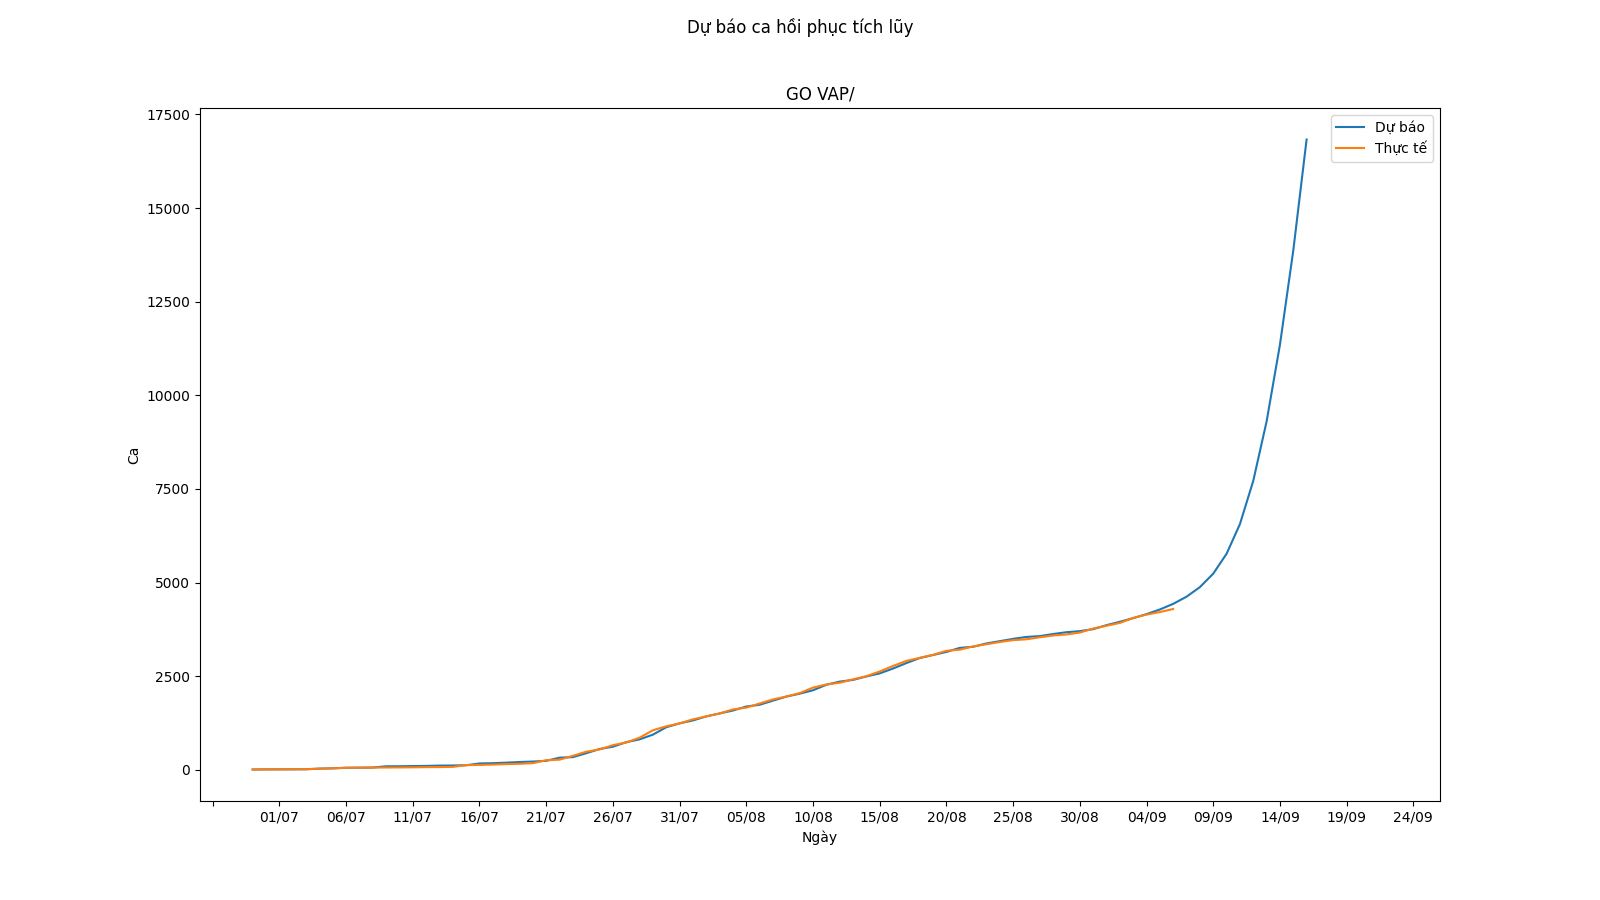 Dự báo ca hồi phục tích lũy
GO VAP/
17500
15000
12500
10000
7500
5000
2500
0
Ca
Dự báo
Thực tế
01/07 06/07 11/07 16/07 21/07 26/07 31/07 05/08 10/08 15/08 20/08 25/08 30/08 04/09 09/09 14/09 19/09 24/09
Ngày